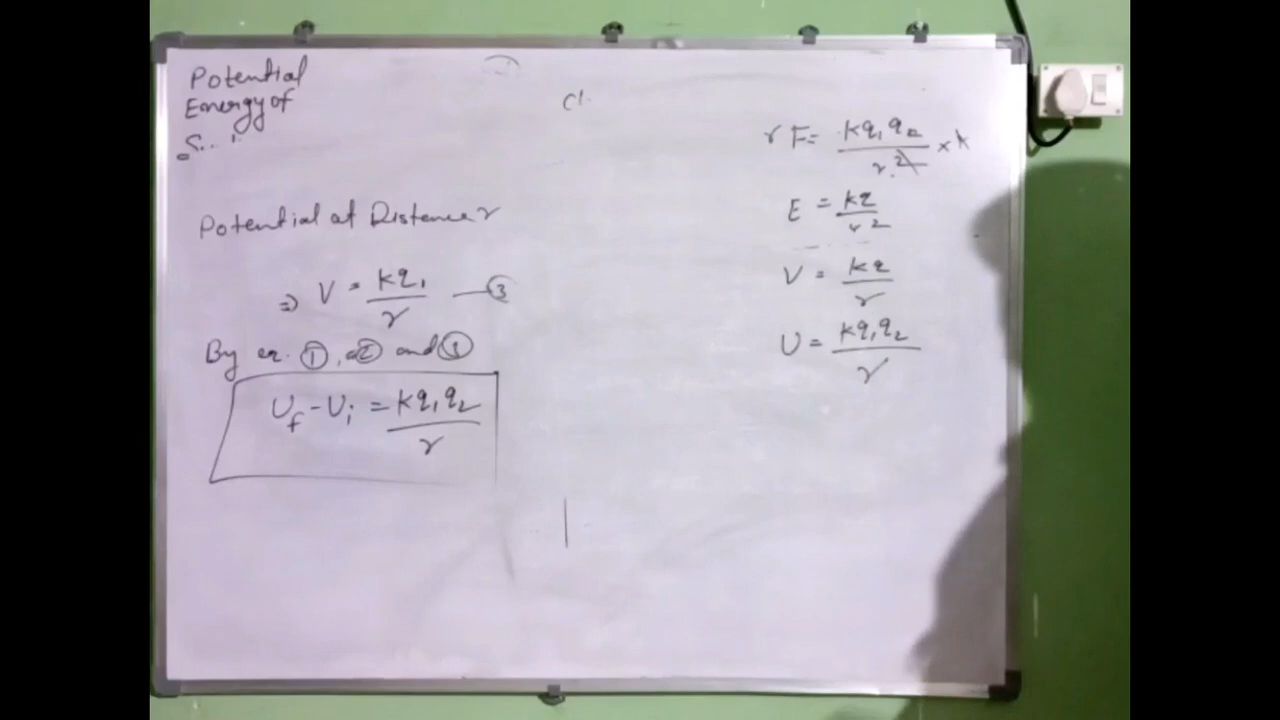 Potential
Energy of
Potential at Distance r
⇒ V = kq₁/r —③
By eq. ①, ② and ③
U_f - U_i = kq₁q₂/r
r F = kq₁q₂/r² × r
E = kq/r²
V = kq/r
U = kq₁q₂/r